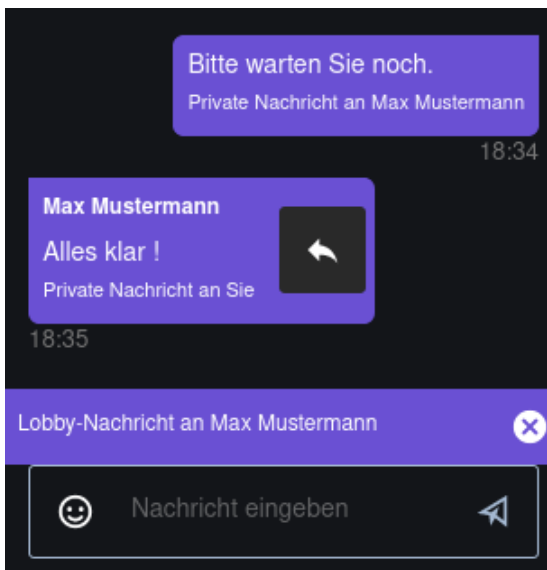 Bitte warten Sie noch.
Private Nachricht an Max Mustermann
18:34
Max Mustermann
Alles klar !
Private Nachricht an Sie
18:35
Lobby-Nachricht an Max Mustermann
Nachricht eingeben